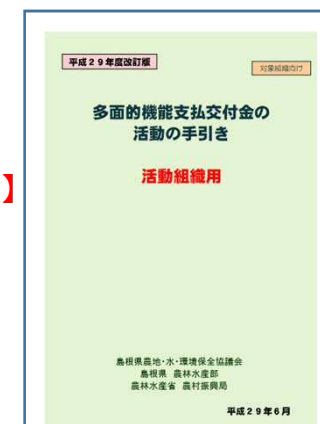 平成29年度改訂版
対象組織向け
多面的機能支払交付金の
活動の手引き
】
活動組織用
島根県農地・水・環境保全協議会
島根県 農林水産部
農林水産省 農村振興局
平成29年6月